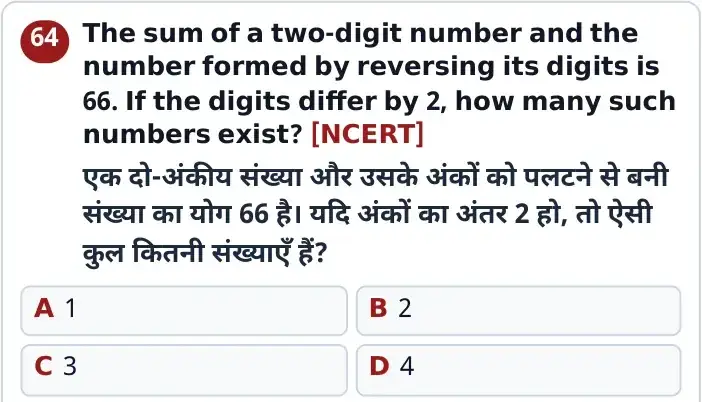 64 The sum of a two-digit number and the
number formed by reversing its digits is
66. If the digits differ by 2, how many such
numbers exist? [NCERT]
एक दो-अंकीय संख्या और उसके अंकों को पलटने से बनी
संख्या का योग 66 है। यदि अंकों का अंतर 2 हो, तो ऐसी
कुल कितनी संख्याएँ हैं?
A 1
B 2
C 3
D 4